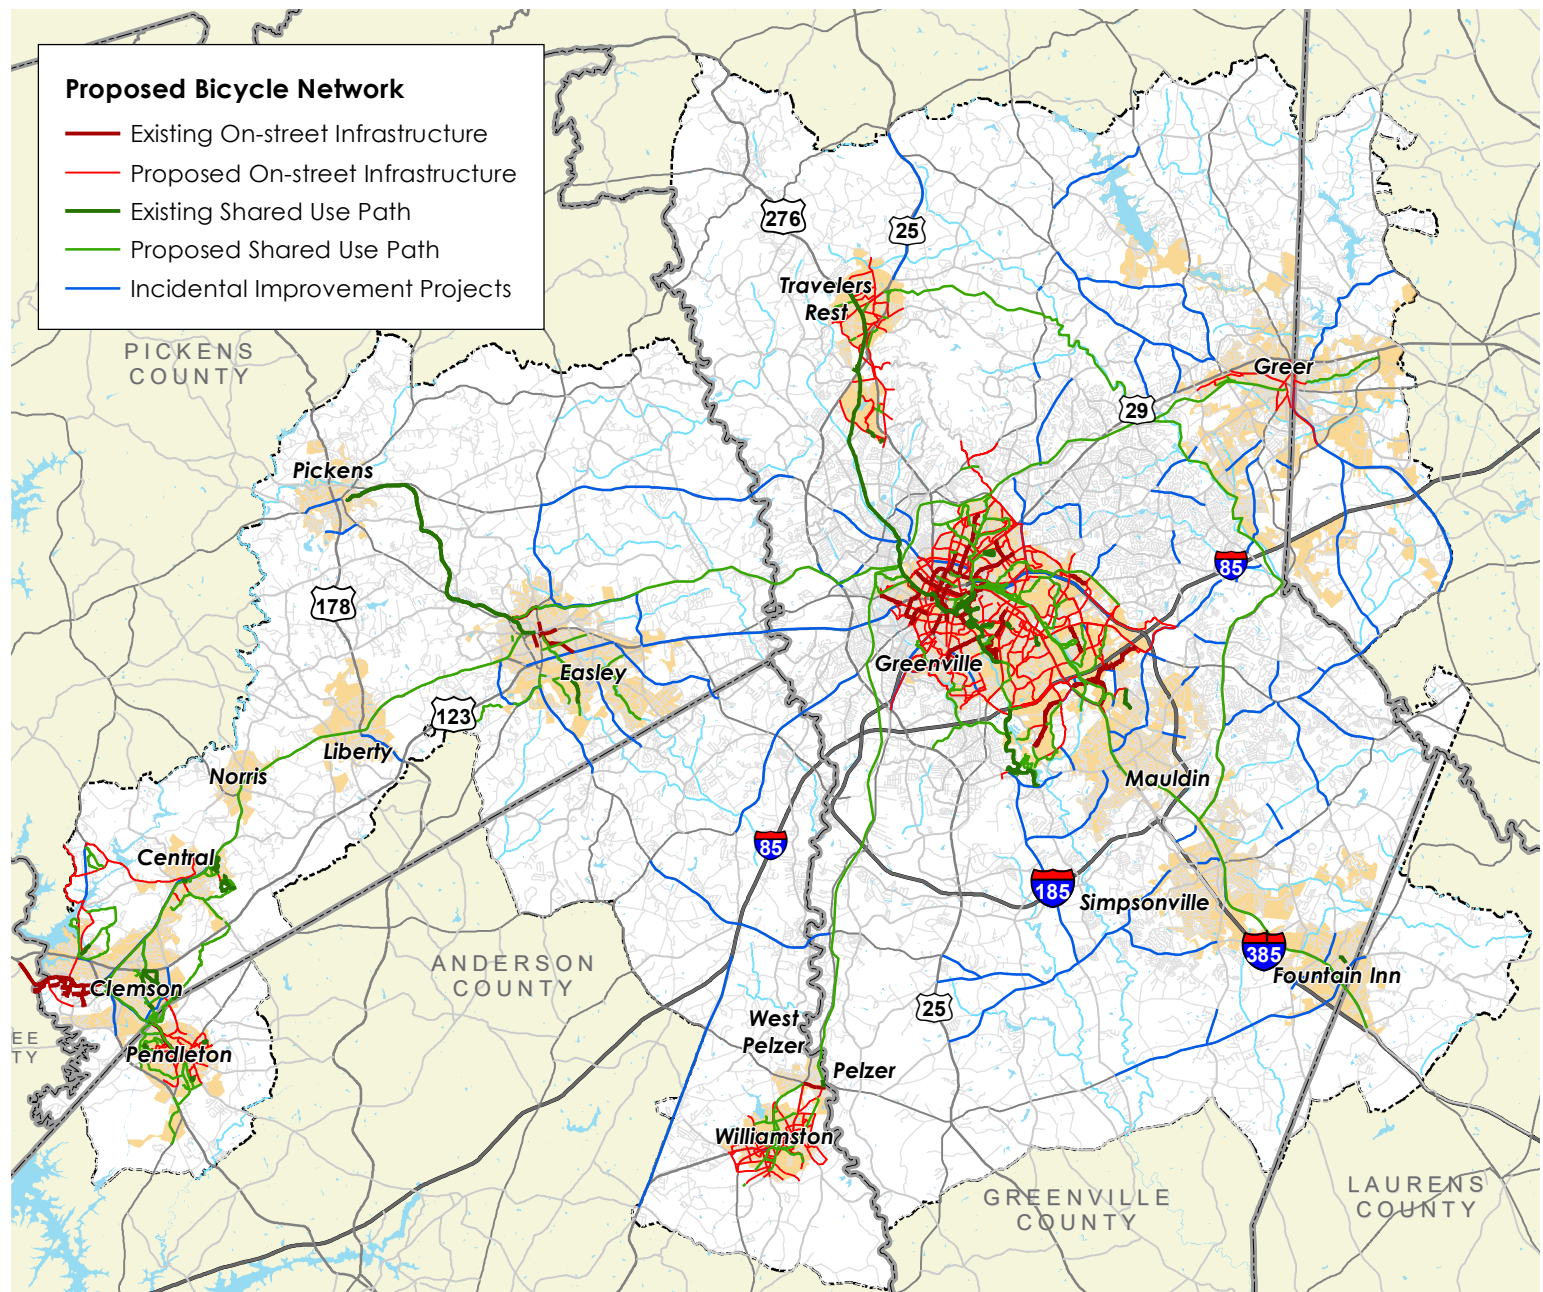 Proposed Bicycle Network
Existing On-street Infrastructure
Proposed On-street Infrastructure
Existing Shared Use Path
Proposed Shared Use Path
Incidental Improvement Projects
276
25
Travelers
Rest
PICKENS
COUNTY
Greer
29
Pickens
85
178
Greenville
Easley
123
Liberty
Norris
Mauldin
85
Central
185
Simpsonville
385
ANDERSON
COUNTY
Fountain Inn
Clemson
25
West
Pelzer
EE
TY
Pendleton
Pelzer
Williamston
GREENVILLE
COUNTY
LAURENS
COUNTY